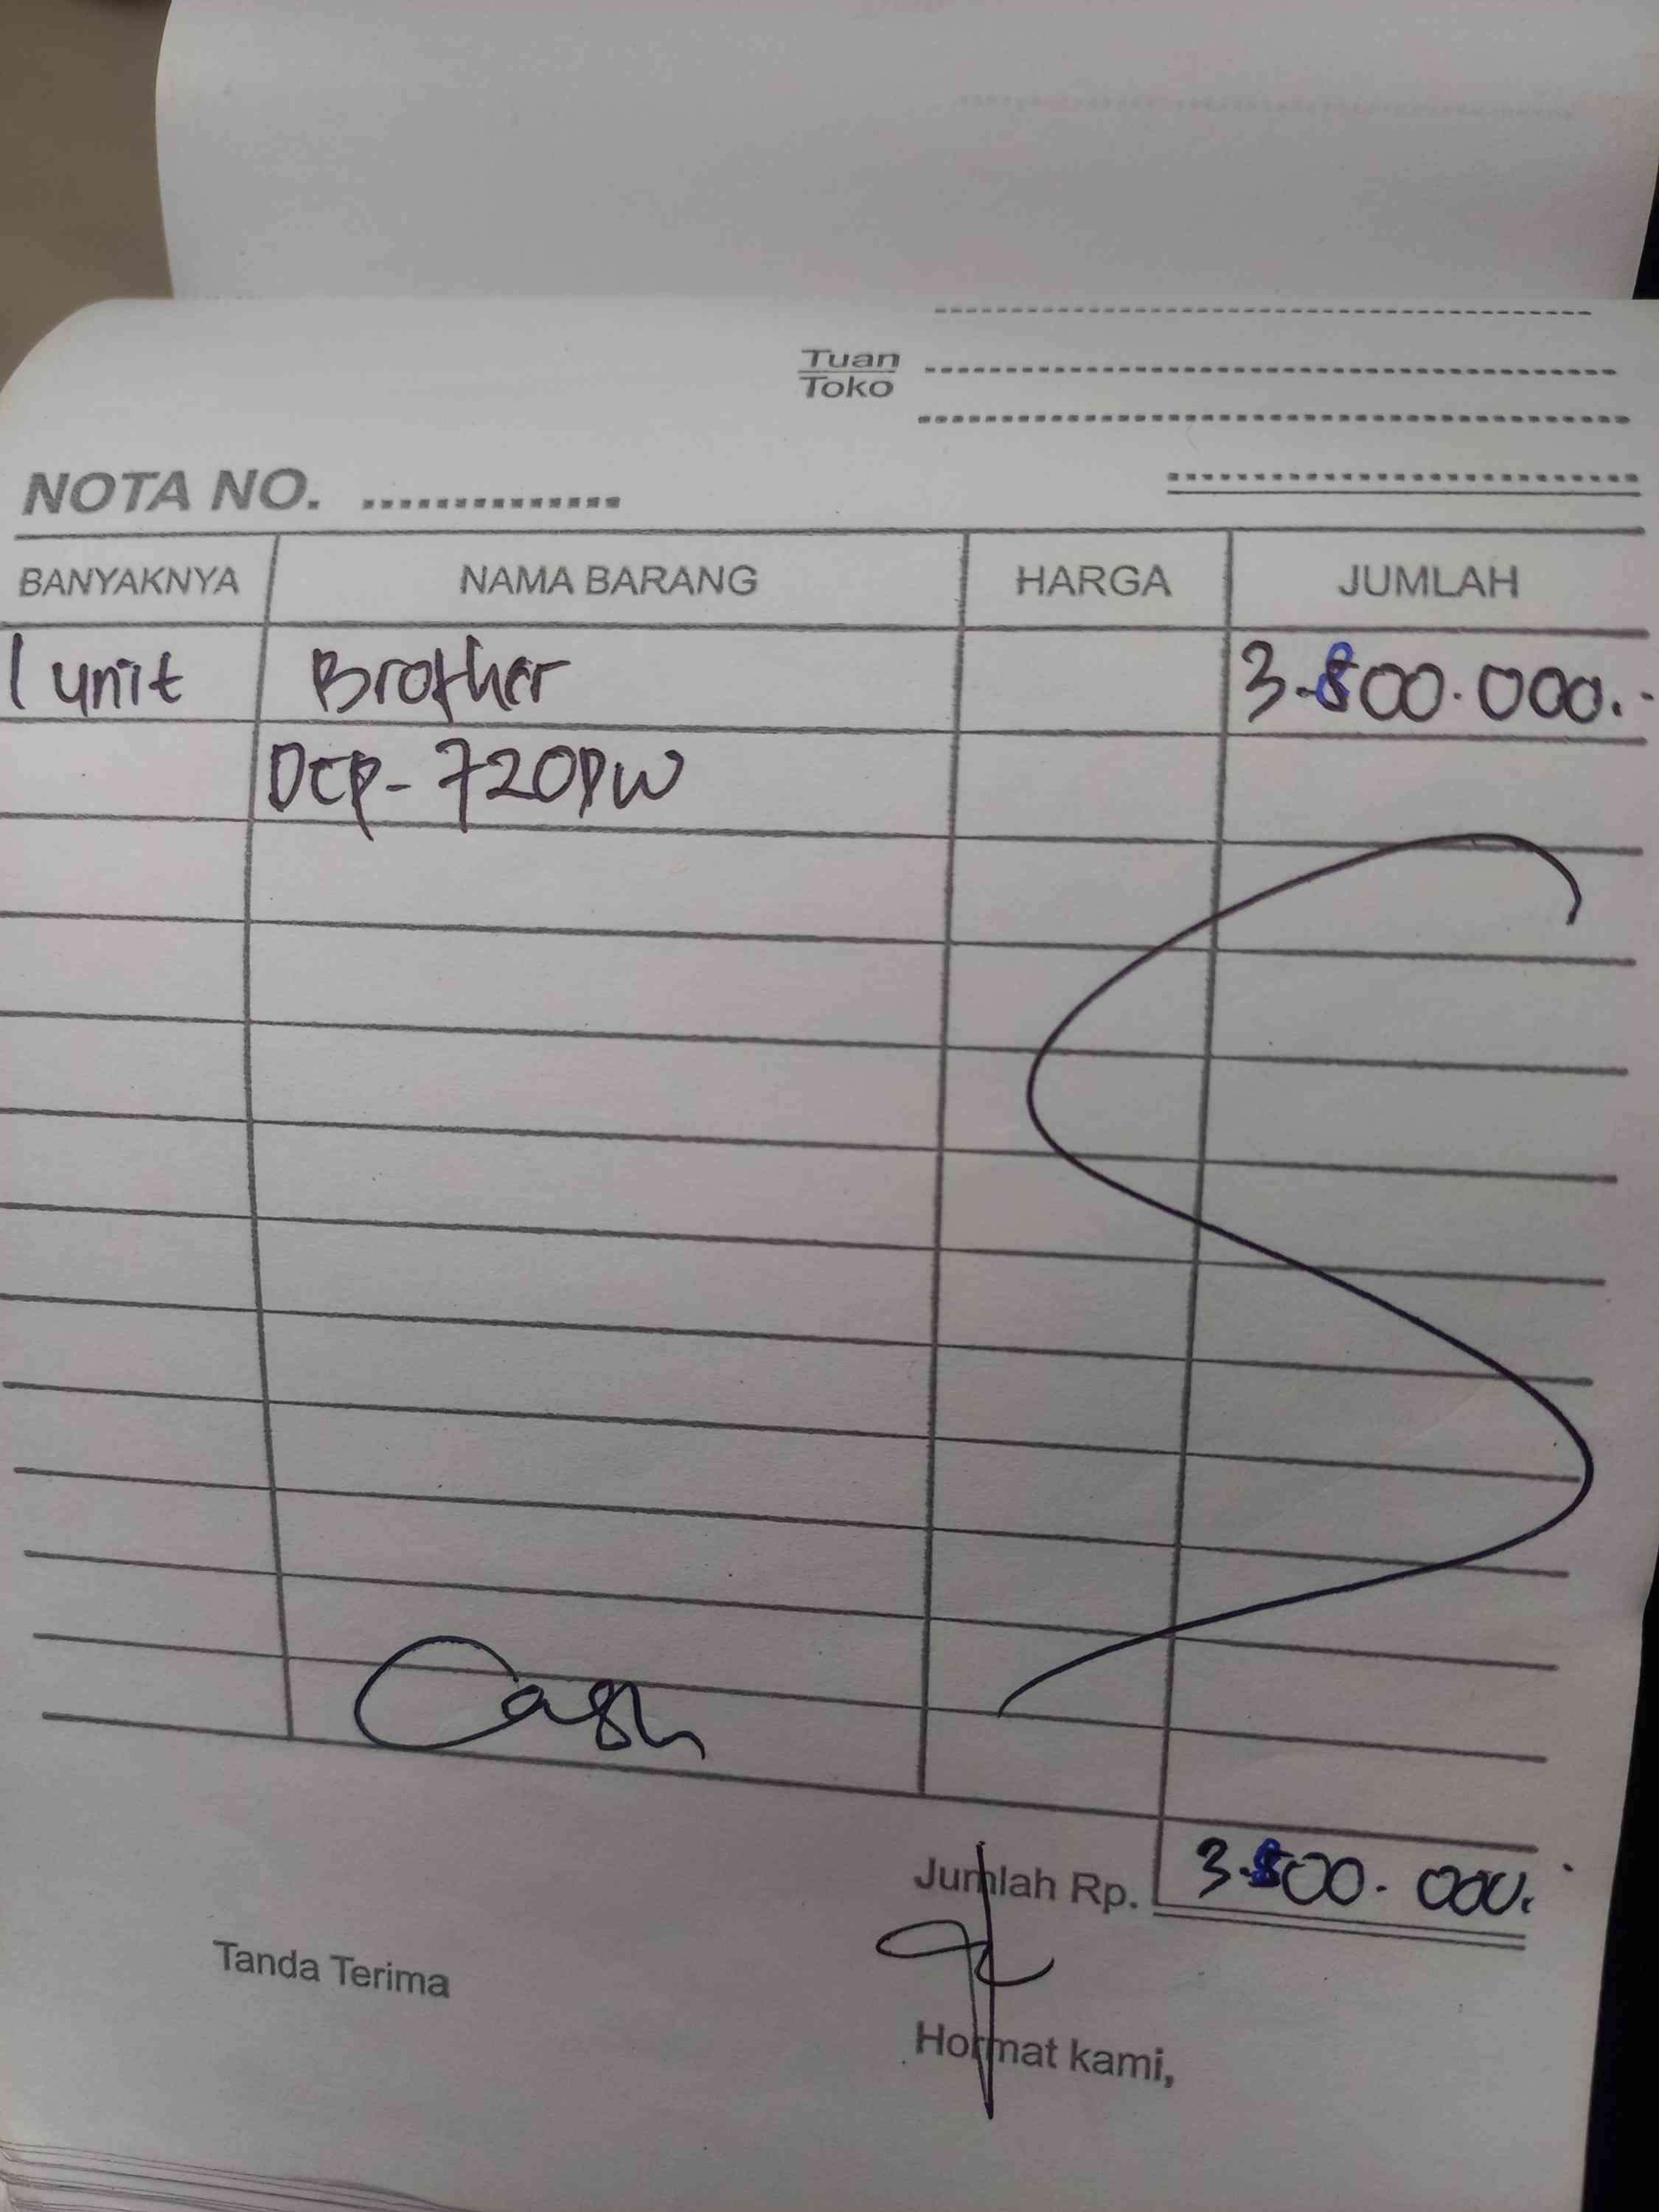 Tuan
Toko
NOTA NO. ..............
BANYAKNYA NAMA BARANG HARGA JUMLAH
1 unit Brother 3.800.000.-
DCP-720DW
Cash
Jumlah Rp. 3.800.000.-
Tanda Terima
Hormat kami,